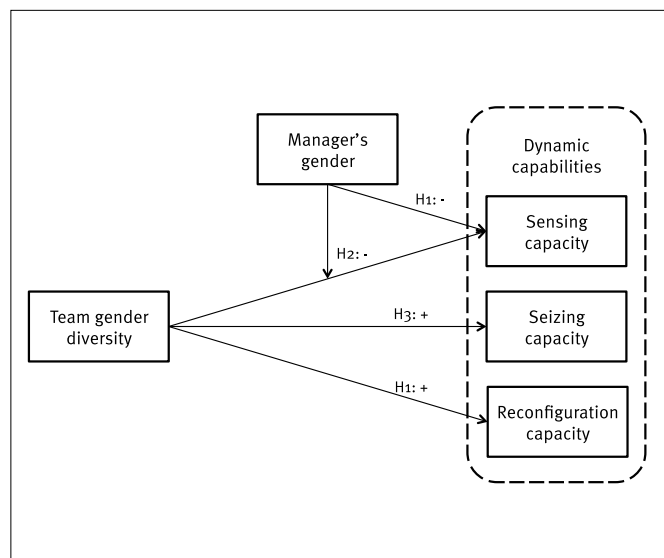 Manager's
gender
Dynamic
capabilities
H1: -
Sensing
capacity
H2: -
Team gender
diversity
H3: +
Seizing
capacity
H1: +
Reconfiguration
capacity